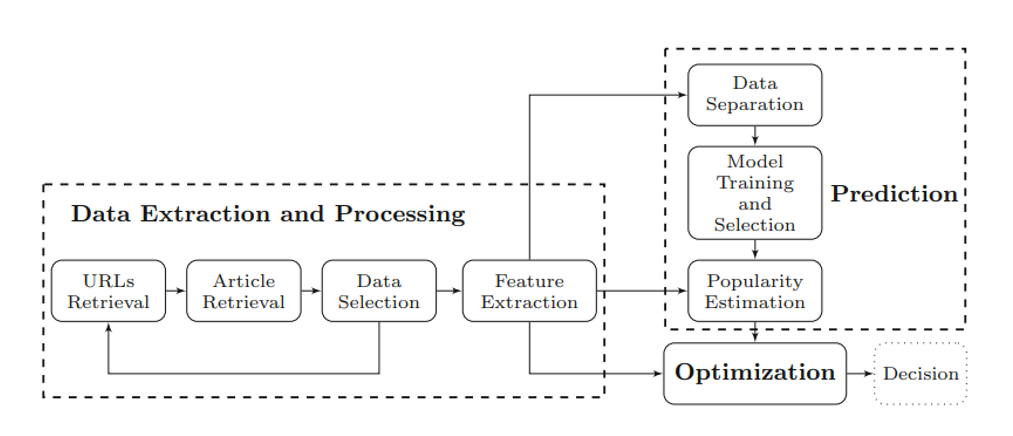 Data Extraction and Processing
URLs
Retrieval
Article
Retrieval
Data
Selection
Feature
Extraction
Data
Separation
Model
Training
and
Selection
Prediction
Popularity
Estimation
Optimization
Decision